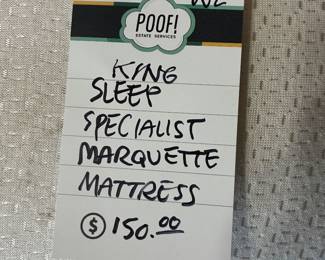 POOF!
ESTATE SERVICES
KING
SLEEP
SPECIALIST
MARQUETTE
MATTRESS
$ 150.00